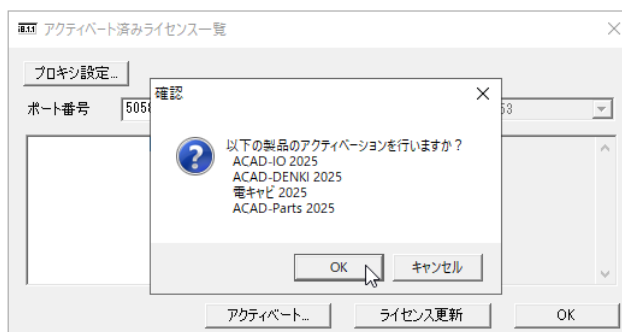 アクティベート済みライセンス一覧
プロキシ設定...
ポート番号
505
53
確認
以下の製品のアクティベーションを行いますか？
ACAD-IO 2025
ACAD-DENKI 2025
電キャビ 2025
ACAD-Parts 2025
OK
キャンセル
アクティベート...
ライセンス更新
OK